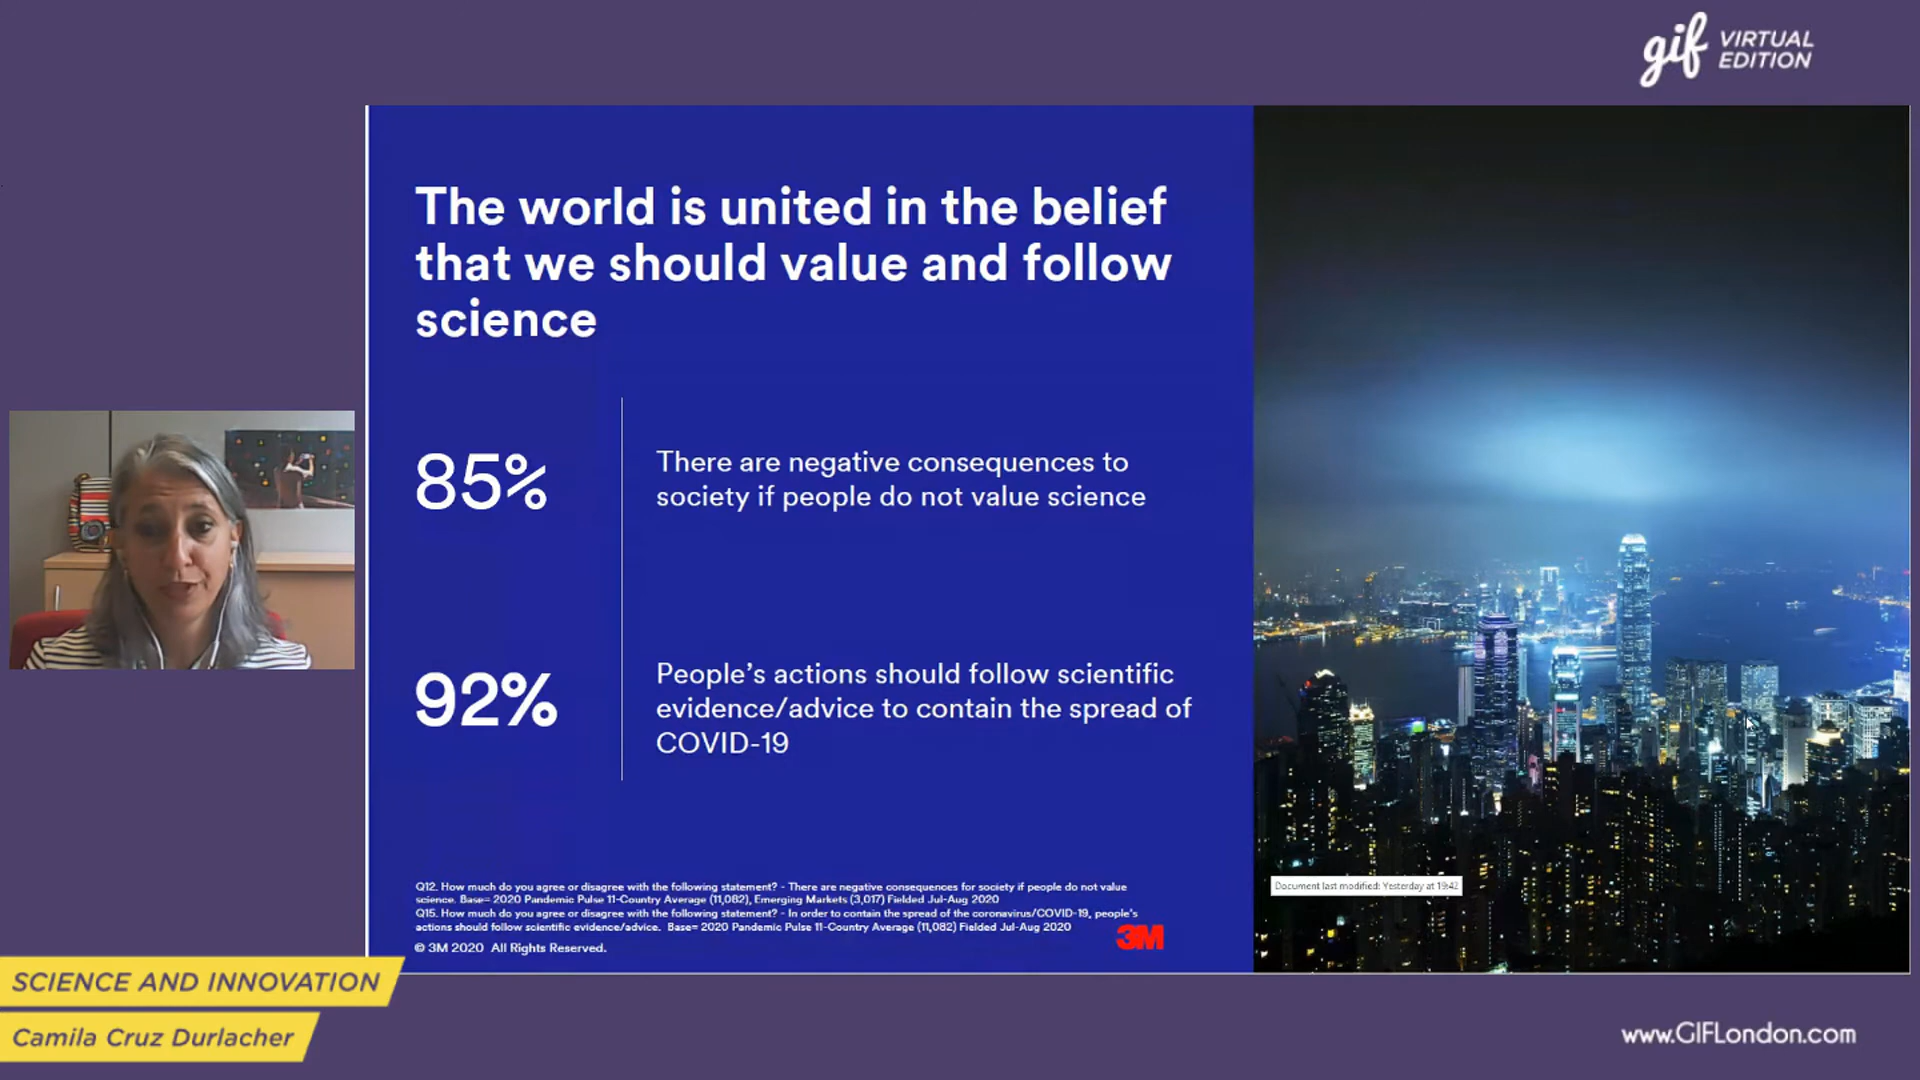 gif VIRTUAL
EDITION
The world is united in the belief
that we should value and follow
science
85%
There are negative consequences to
society if people do not value science
92%
People's actions should follow scientific
evidence/advice to contain the spread of
COVID-19
Q12. How much do you agree or disagree with the following statement? - There are negative consequences for society if people do not value
science. Base= 2020 Pandemic Pulse 11-Country Average (11,082), Emerging Markets (3,017) Fielded Jul-Aug 2020
Q15. How much do you agree or disagree with the following statement? - In order to contain the spread of the coronavirus/COVID-19, people's
actions should follow scientific evidence/advice. Base= 2020 Pandemic Pulse 11-Country Average (11,082) Fielded Jul-Aug 2020
© 3M 2020 All Rights Reserved.
3M
Document last modified: Yesterday at 19:42
SCIENCE AND INNOVATION
Camila Cruz Durlacher
www.GIFLondon.com